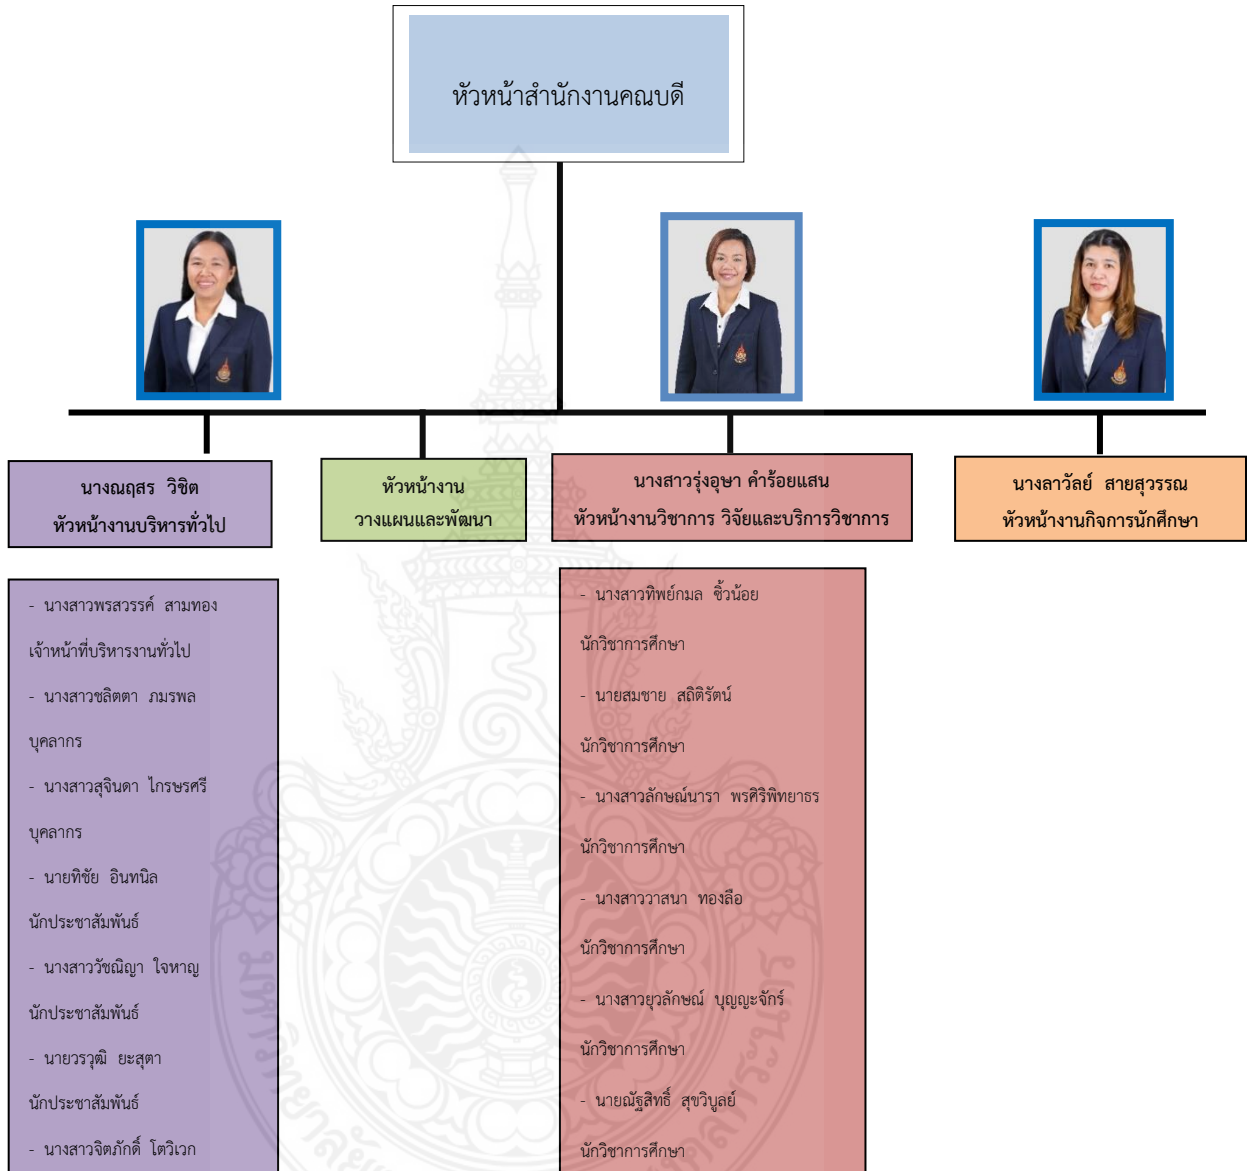 หัวหน้าสำนักงานคณบดี
นางณฤสร  วิชิต
หัวหน้างานบริหารทั่วไป
หัวหน้างาน
วางแผนและพัฒนา
นางสาวรุ่งอุษา คำร้อยแสน
หัวหน้างานวิชาการ วิจัยและบริการวิชาการ
นางลาวัลย์  สายสุวรรณ
หัวหน้างานกิจการนักศึกษา
- นางสาวพรสวรรค์  สามทอง
เจ้าหน้าที่บริหารงานทั่วไป
- นางสาวชลิตตา  ภมรพล
บุคลากร
- นางสาวสุจินดา  ไกรษรศรี
บุคลากร
- นายทิชัย  อินทนิล
นักประชาสัมพันธ์
- นางสาววัชณิญา  ใจหาญ
นักประชาสัมพันธ์
- นายวรวุฒิ  ยะสุตา
นักประชาสัมพันธ์
- นางสาวจิตภักดิ์  โตวิเวก
- นางสาวทิพย์กมล  ชิ้วน้อย
นักวิชาการศึกษา
- นายสมชาย  สถิติรัตน์
นักวิชาการศึกษา
- นางสาวลักษณ์นารา  พรศิริพิทยาธร
นักวิชาการศึกษา
- นางสาววาสนา  ทองลือ
นักวิชาการศึกษา
- นางสาวยุวลักษณ์  บุญญะจักร์
นักวิชาการศึกษา
- นายณัฐสิทธิ์  สุขวิบูลย์
นักวิชาการศึกษา